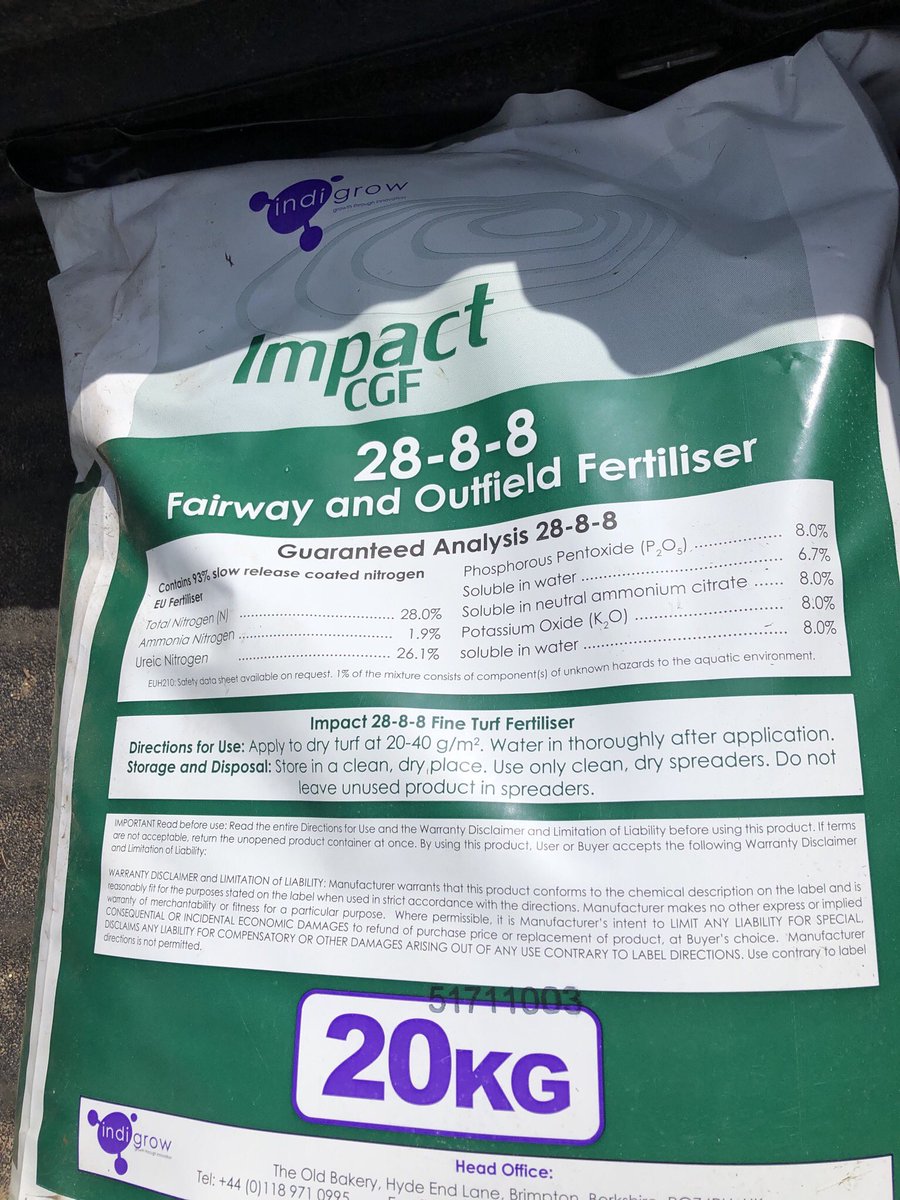 indigrow
growth through innovation
Impact
CGF
28-8-8
Fairway and Outfield Fertiliser
Guaranteed Analysis 28-8-8
Contains 93% slow release coated nitrogen
EU Fertiliser
Total Nitrogen (N) .......................................... 28.0%
Ammonia Nitrogen .......................................... 1.9%
Ureic Nitrogen .......................................... 26.1%
Phosphorous Pentoxide (P₂O₅) ........................ 8.0%
Soluble in water ........................................ 6.7%
Soluble in neutral ammonium citrate ...... 8.0%
Potassium Oxide (K₂O) .............................. 8.0%
soluble in water ........................................ 8.0%
EUH210: Safety data sheet available on request. 1% of the mixture consists of component(s) of unknown hazards to the aquatic environment.
Impact 28-8-8 Fine Turf Fertiliser
Directions for Use: Apply to dry turf at 20-40 g/m². Water in thoroughly after application.
Storage and Disposal: Store in a clean, dry place. Use only clean, dry spreaders. Do not
leave unused product in spreaders.
IMPORTANT Read before use: Read the entire Directions for Use and the Warranty Disclaimer and Limitation of Liability before using this product. If terms
are not acceptable, return the unopened product container at once. By using this product, User or Buyer accepts the following Warranty Disclaimer
and Limitation of Liability:
WARRANTY DISCLAIMER and LIMITATION of LIABILITY: Manufacturer warrants that this product conforms to the chemical description on the label and is
reasonably fit for the purposes stated on the label when used in strict accordance with the directions. Manufacturer makes no other express or implied
warranty of merchantability or fitness for a particular purpose. Where permissible, it is Manufacturer's intent to LIMIT ANY LIABILITY FOR SPECIAL,
CONSEQUENTIAL OR INCIDENTAL ECONOMIC DAMAGES to refund of purchase price or replacement of product, at Buyer's choice. Manufacturer
DISCLAIMS ANY LIABILITY FOR COMPENSATORY OR OTHER DAMAGES ARISING OUT OF ANY USE CONTRARY TO LABEL DIRECTIONS. Use contrary to label
directions is not permitted.
51711003
20KG
indigrow
growth through innovation
Head Office:
The Old Bakery, Hyde End Lane, Brimpton, Berkshire,
Tel: +44 (0)118 971 0995